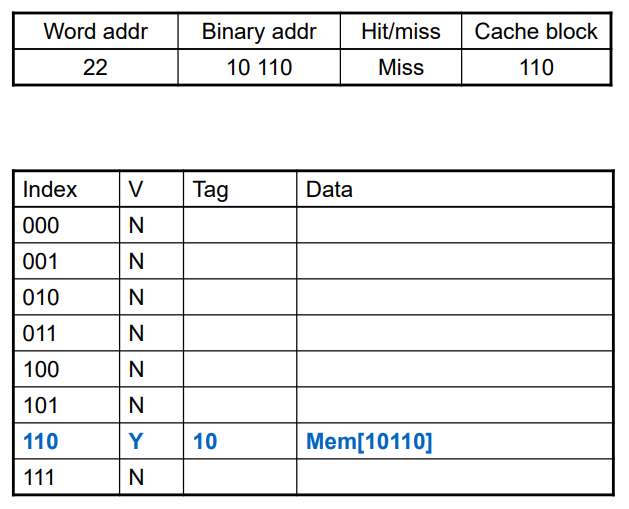 Word addr Binary addr Hit/miss Cache block
22 10 110 Miss 110
Index V Tag Data
000 N
001 N
010 N
011 N
100 N
101 N
110 Y 10 Mem[10110]
111 N